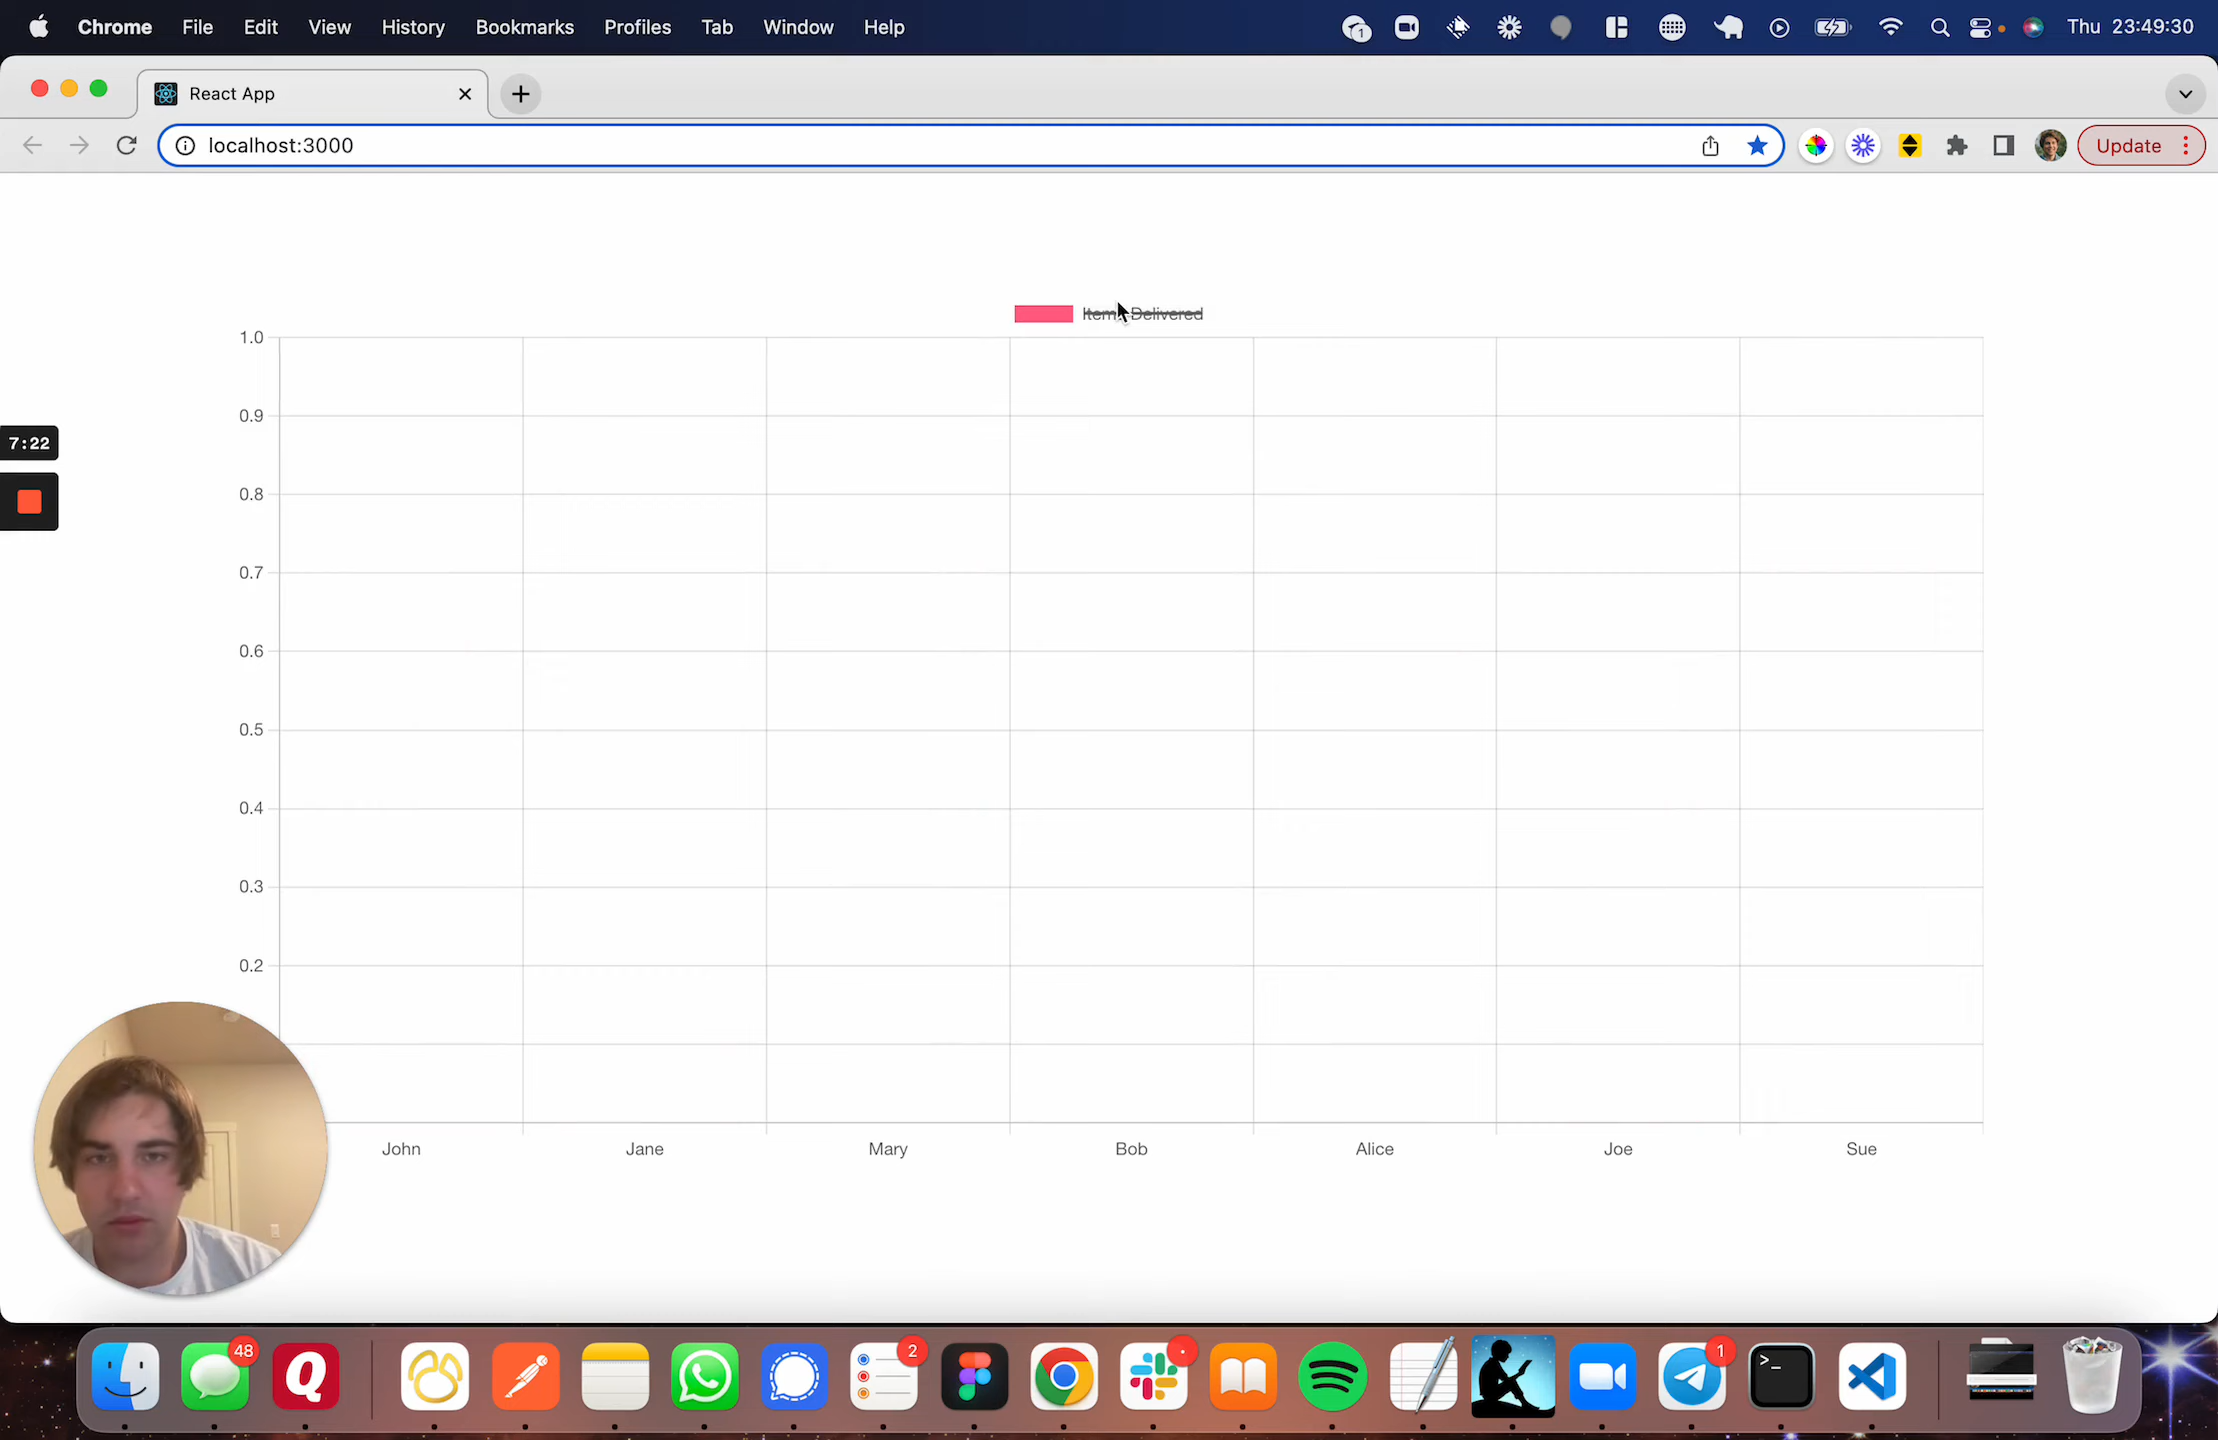 Chrome File Edit View History Bookmarks Profiles Tab Window Help 1 Thu 23:49:30
React App
localhost:3000 Update
Items Delivered
1.0
0.9
7:22
0.8
0.7
0.6
0.5
0.4
0.3
0.2
John Jane Mary Bob Alice Joe Sue
48 Q 2 1 >_